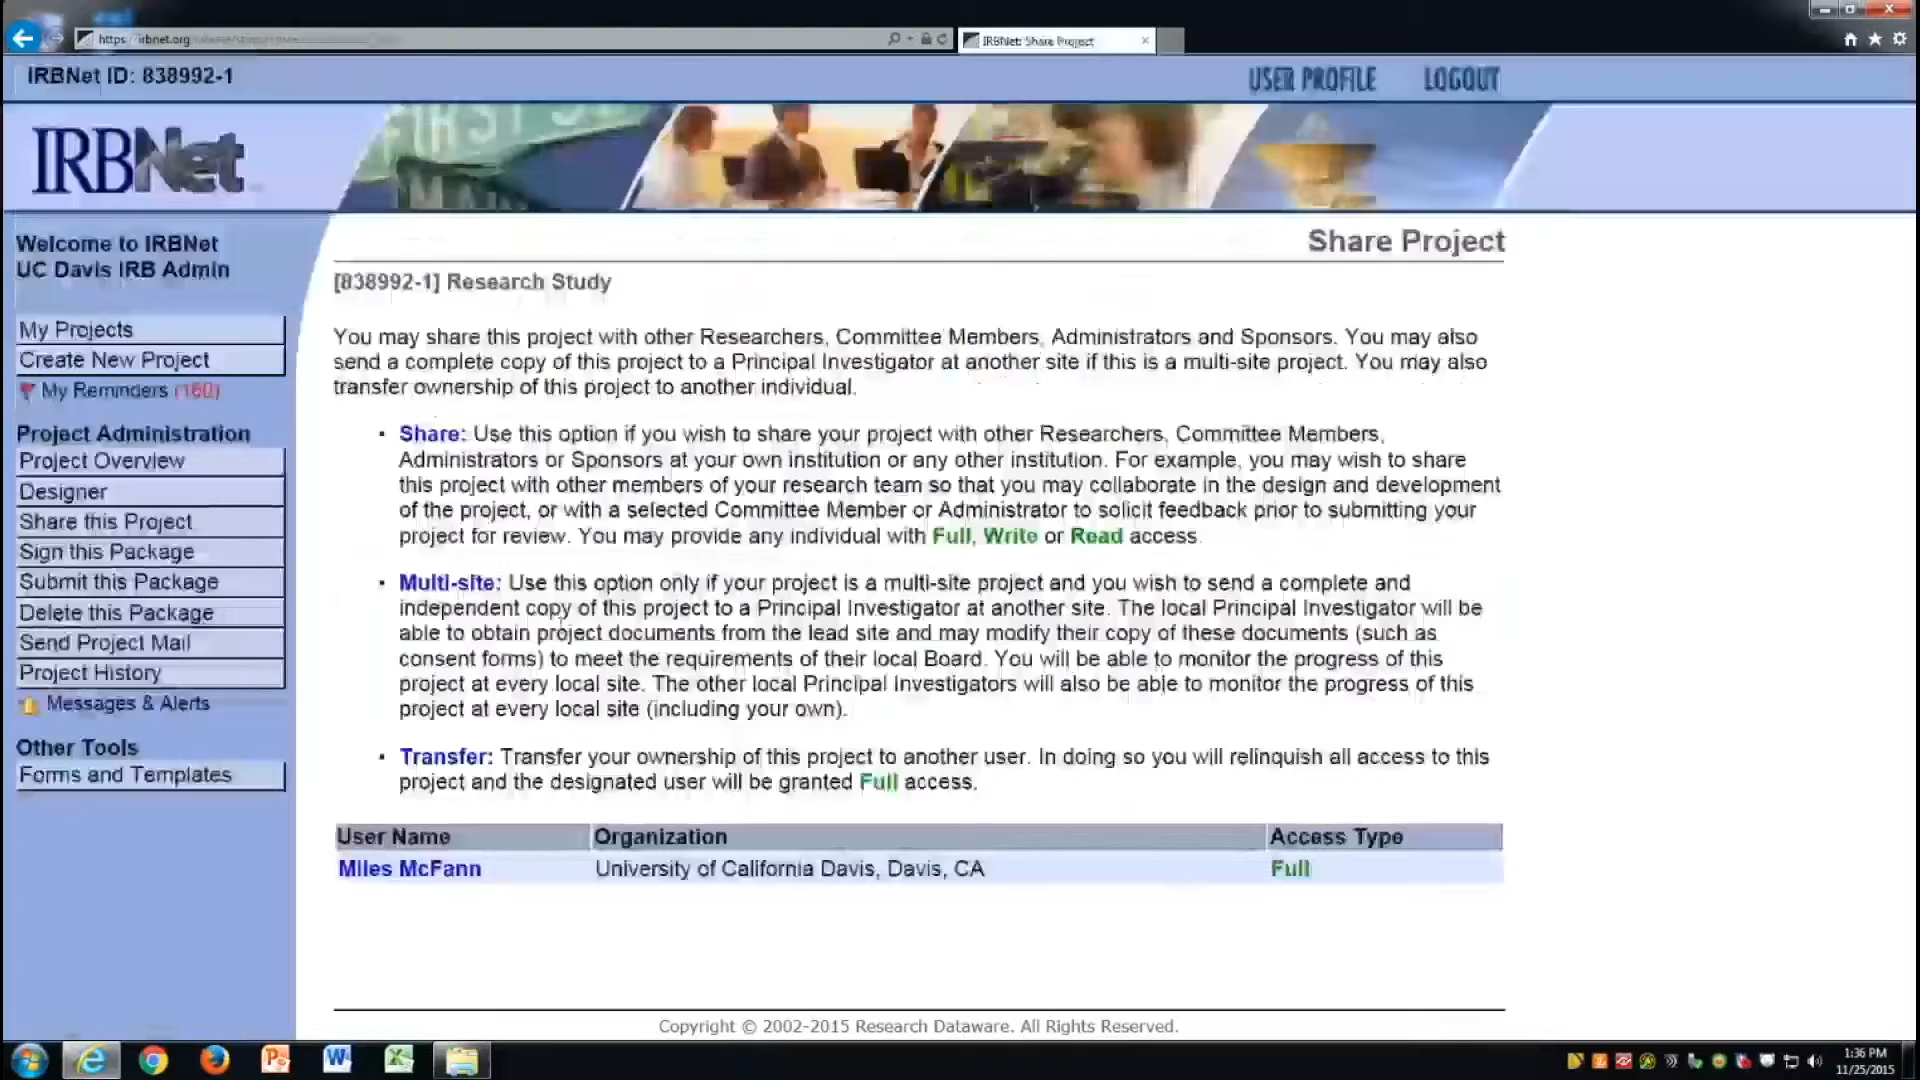 https://irbnet.org
IRBNet: Share Project
IRBNet ID: 838992-1
USER PROFILE
LOGOUT
FIRST
MAIN
IRBNet
Welcome to IRBNet
UC Davis IRB Admin
My Projects
Create New Project
My Reminders (160)
Project Administration
Project Overview
Designer
Share this Project
Sign this Package
Submit this Package
Delete this Package
Send Project Mail
Project History
Messages & Alerts
Other Tools
Forms and Templates
Share Project
[838992-1] Research Study
You may share this project with other Researchers, Committee Members, Administrators and Sponsors. You may also
send a complete copy of this project to a Principal Investigator at another site if this is a multi-site project. You may also
transfer ownership of this project to another individual.
• Share: Use this option if you wish to share your project with other Researchers, Committee Members,
Administrators or Sponsors at your own institution or any other institution. For example, you may wish to share
this project with other members of your research team so that you may collaborate in the design and development
of the project, or with a selected Committee Member or Administrator to solicit feedback prior to submitting your
project for review. You may provide any individual with Full, Write or Read access.
• Multi-site: Use this option only if your project is a multi-site project and you wish to send a complete and
independent copy of this project to a Principal Investigator at another site. The local Principal Investigator will be
able to obtain project documents from the lead site and may modify their copy of these documents (such as
consent forms) to meet the requirements of their local Board. You will be able to monitor the progress of this
project at every local site. The other local Principal Investigators will also be able to monitor the progress of this
project at every local site (including your own).
• Transfer: Transfer your ownership of this project to another user. In doing so you will relinquish all access to this
project and the designated user will be granted Full access.
User Name Organization Access Type
Miles McFann University of California Davis, Davis, CA Full
Copyright © 2002-2015 Research Dataware. All Rights Reserved.
1:36 PM
11/25/2015